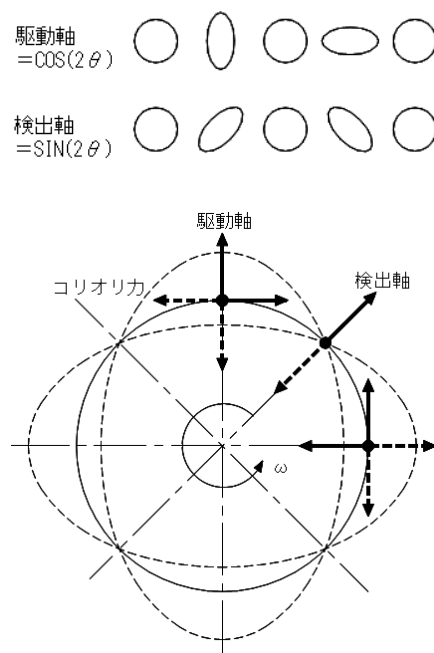 駆動軸
=COS(2θ)
検出軸
=SIN(2θ)
駆動軸
コリオリ力
検出軸
ω